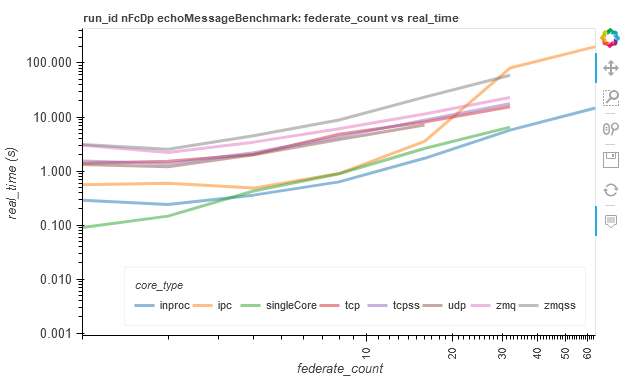 run_id nFcDp echoMessageBenchmark: federate_count vs real_time
100.000
10.000
1.000
0.100
0.010
0.001
real_time (s)
core_type
inproc ipc singleCore tcp tcpss udp zmq zmqss
10 20 30 40 50 60
federate_count